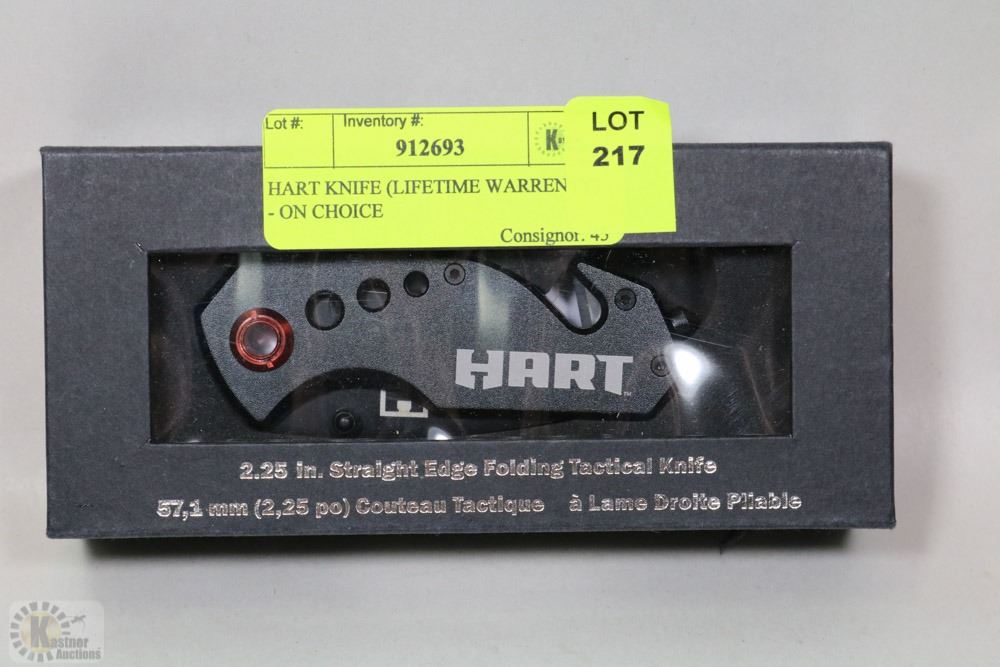 Lot #:
Inventory #:
912693
LOT
217
HART KNIFE (LIFETIME WARREN
- ON CHOICE
Consignor: 45
HART
2.25 in. Straight Edge Folding Tactical Knife
57,1 mm (2,25 po) Couteau Tactique à Lame Droite Pliable
Kastner
Auctions